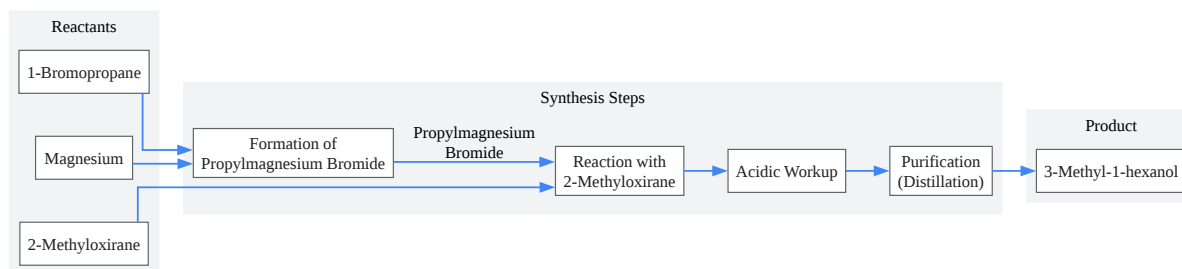 Reactants
1-Bromopropane
Magnesium
2-Methyloxirane
Synthesis Steps
Formation of
Propylmagnesium Bromide
Propylmagnesium
Bromide
Reaction with
2-Methyloxirane
Acidic Workup
Purification
(Distillation)
Product
3-Methyl-1-hexanol